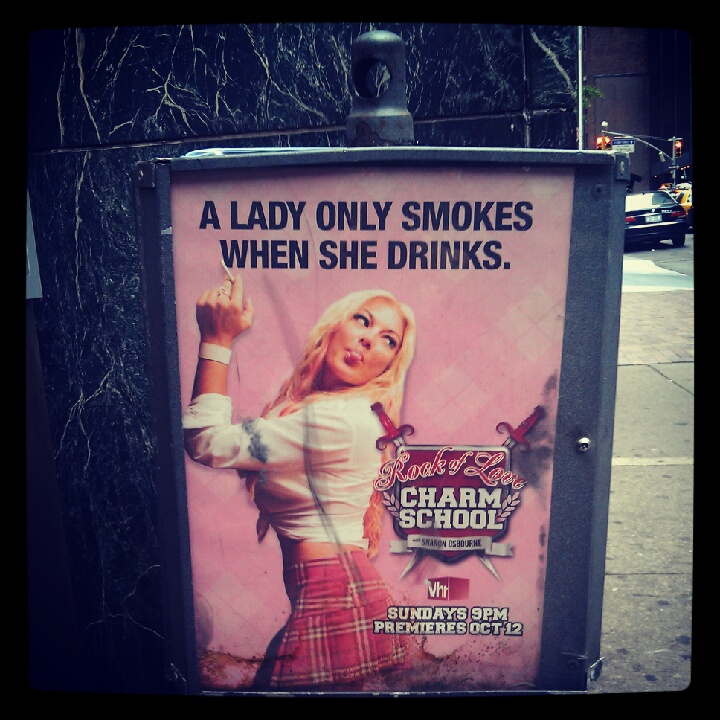 A LADY ONLY SMOKES
WHEN SHE DRINKS.
Rock of Love
CHARM
SCHOOL
WITH SHARON OSBOURNE
Vh1
SUNDAYS 9PM
PREMIERES OCT 12